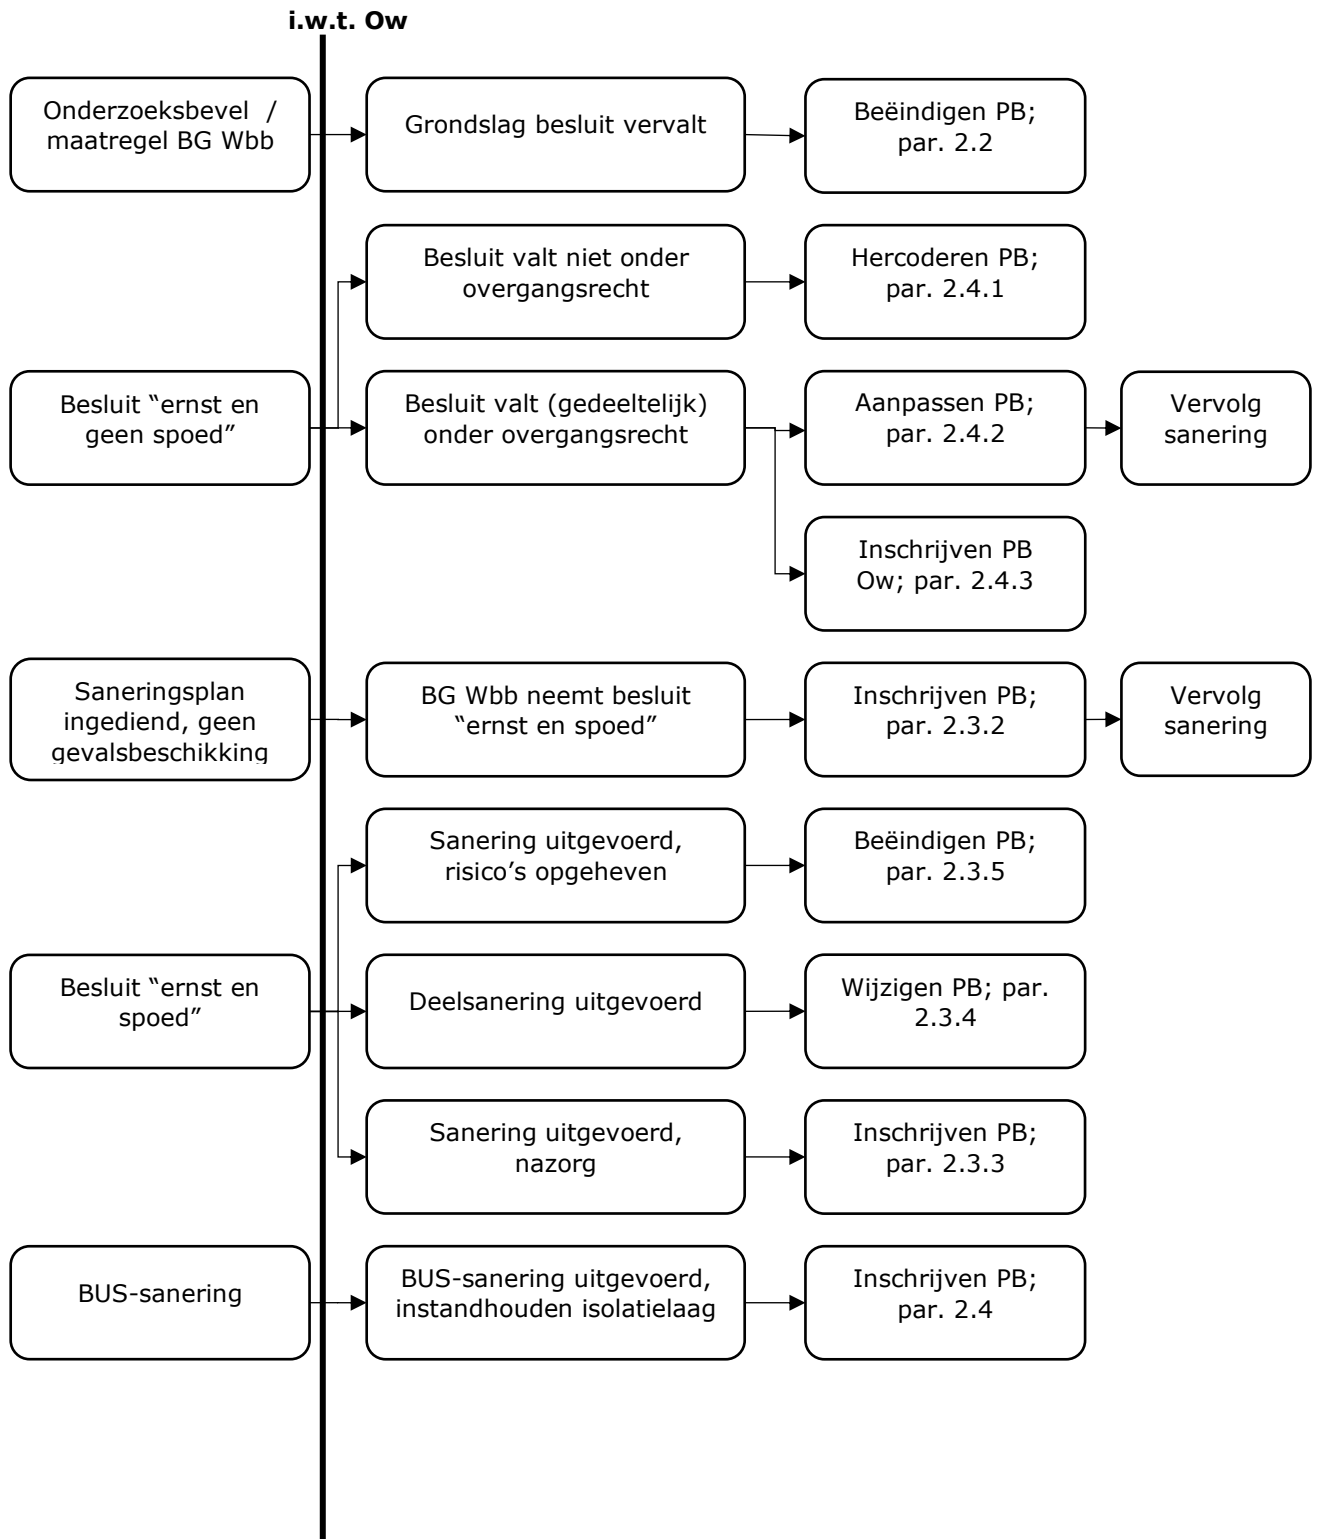 i.w.t. Ow
Onderzoeksbevel /
maatregel BG Wbb
Grondslag besluit vervalt
Beëindigen PB;
par. 2.2
Besluit valt niet onder
overgangsrecht
Hercoderen PB;
par. 2.4.1
Besluit “ernst en
geen spoed”
Besluit valt (gedeeltelijk)
onder overgangsrecht
Aanpassen PB;
par. 2.4.2
Vervolg
sanering
Inschrijven PB
Ow; par. 2.4.3
Saneringsplan
ingediend, geen
gevalsbeschikking
BG Wbb neemt besluit
“ernst en spoed”
Inschrijven PB;
par. 2.3.2
Vervolg
sanering
Sanering uitgevoerd,
risico’s opgeheven
Beëindigen PB;
par. 2.3.5
Besluit “ernst en
spoed”
Deelsanering uitgevoerd
Wijzigen PB; par.
2.3.4
Sanering uitgevoerd,
nazorg
Inschrijven PB;
par. 2.3.3
BUS-sanering
BUS-sanering uitgevoerd,
instandhouden isolatielaag
Inschrijven PB;
par. 2.4